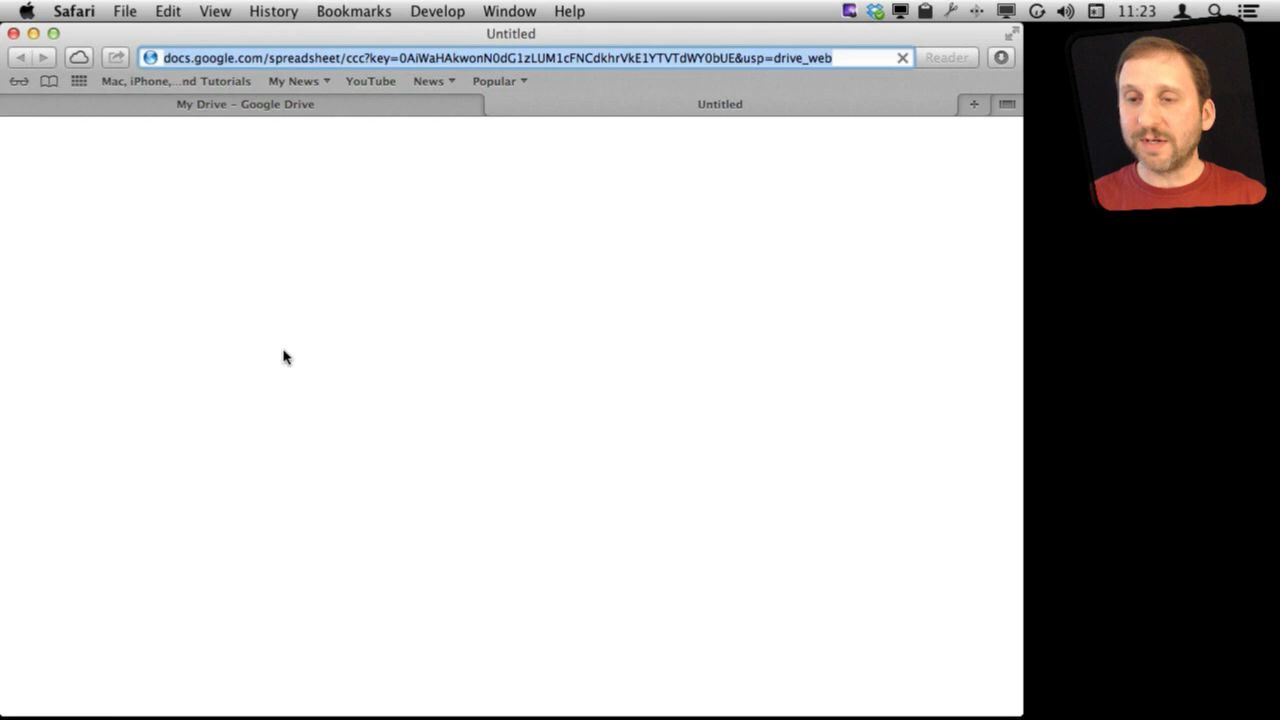 Safari File Edit View History Bookmarks Develop Window Help 11:23
Untitled
docs.google.com/spreadsheet/ccc?key=0AiWaHAkwonN0dG1zLUM1cFNCdkhrVkE1YTVTdWY0bUE&usp=drive_web Reader
Mac, iPhone,...nd Tutorials My News YouTube News Popular
My Drive – Google Drive Untitled